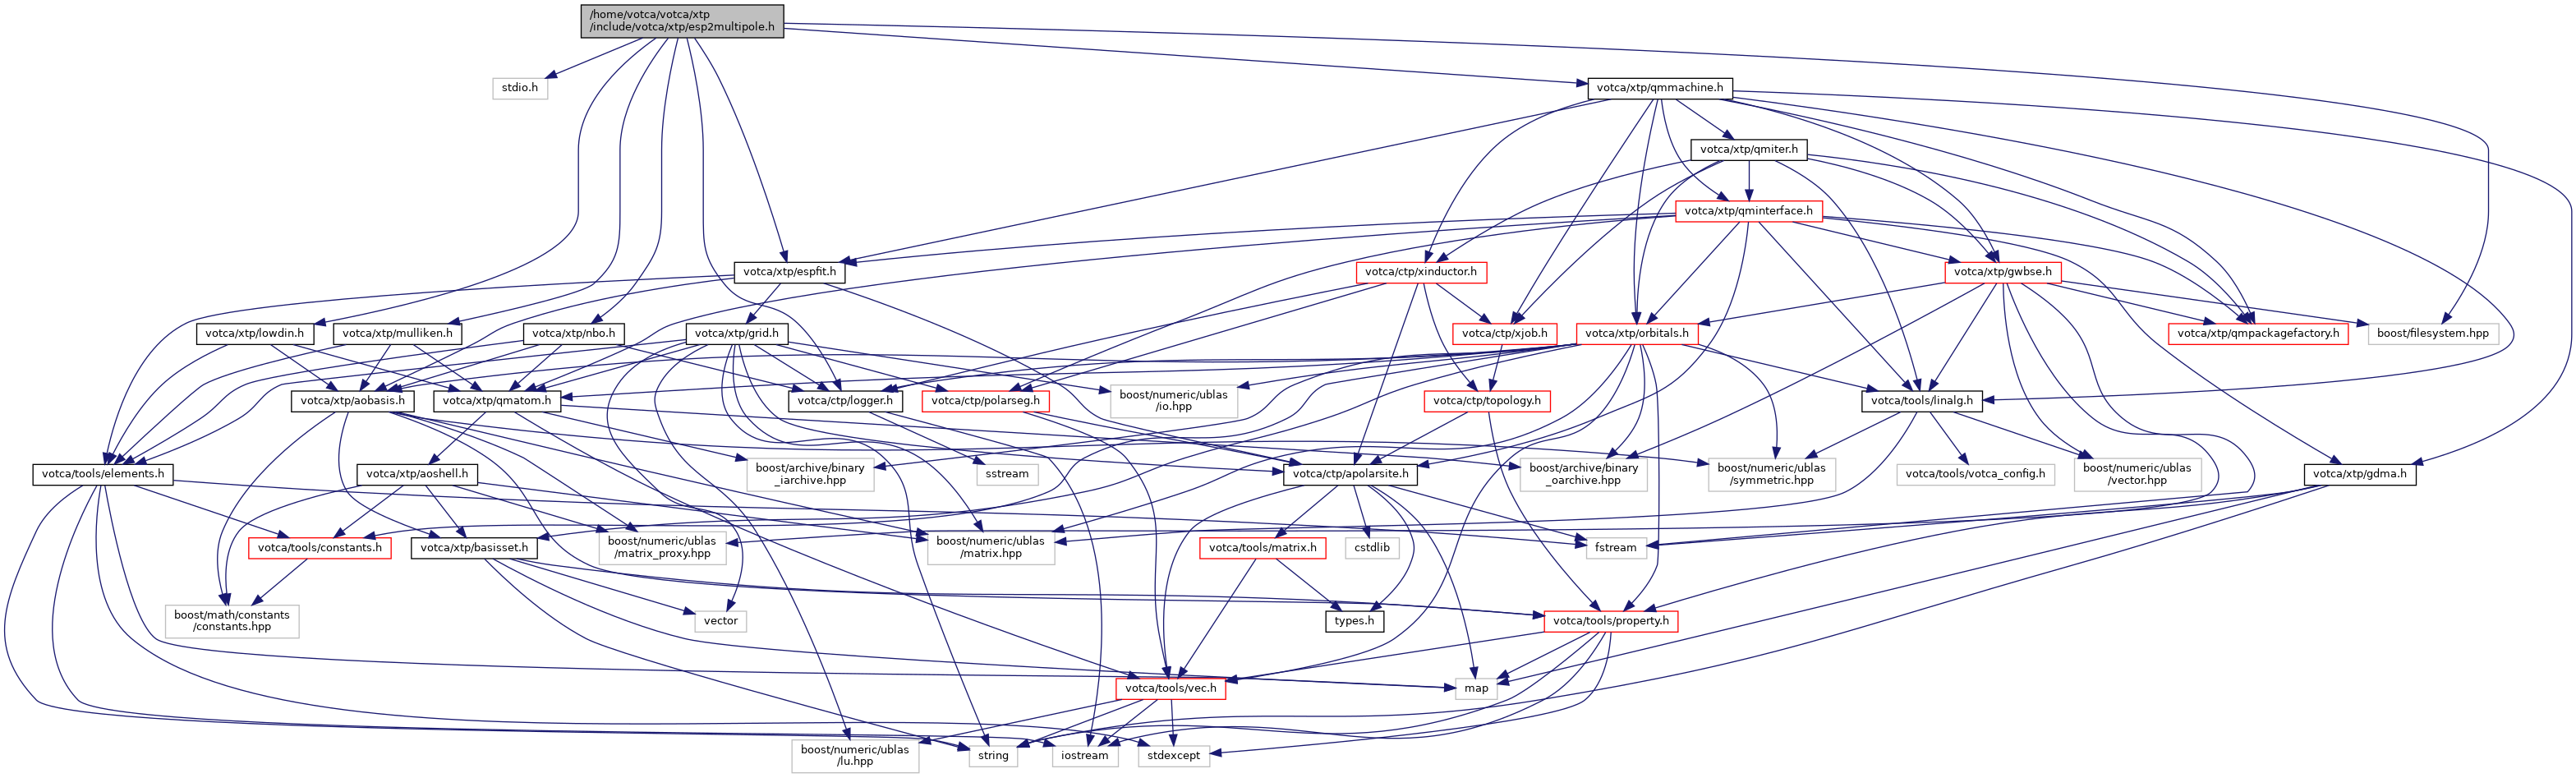 /home/votca/votca/xtp
/include/votca/xtp/esp2multipole.h
stdio.h
votca/xtp/qmmachine.h
votca/xtp/qmiter.h
votca/xtp/qminterface.h
votca/xtp/espfit.h
votca/ctp/xinductor.h
votca/xtp/gwbse.h
votca/xtp/lowdin.h
votca/xtp/mulliken.h
votca/xtp/nbo.h
votca/xtp/grid.h
votca/ctp/xjob.h
votca/xtp/orbitals.h
votca/xtp/qmpackagefactory.h
boost/filesystem.hpp
votca/xtp/aobasis.h
votca/xtp/qmatom.h
votca/ctp/logger.h
votca/ctp/polarseg.h
boost/numeric/ublas
/io.hpp
votca/ctp/topology.h
votca/tools/linalg.h
votca/tools/elements.h
votca/xtp/aoshell.h
boost/archive/binary
_iarchive.hpp
sstream
votca/ctp/apolarsite.h
boost/archive/binary
_oarchive.hpp
boost/numeric/ublas
/symmetric.hpp
votca/tools/votca_config.h
boost/numeric/ublas
/vector.hpp
votca/xtp/gdma.h
votca/tools/constants.h
votca/xtp/basisset.h
boost/numeric/ublas
/matrix_proxy.hpp
boost/numeric/ublas
/matrix.hpp
votca/tools/matrix.h
cstdlib
fstream
boost/math/constants
/constants.hpp
vector
types.h
votca/tools/property.h
votca/tools/vec.h
map
boost/numeric/ublas
/lu.hpp
string
iostream
stdexcept